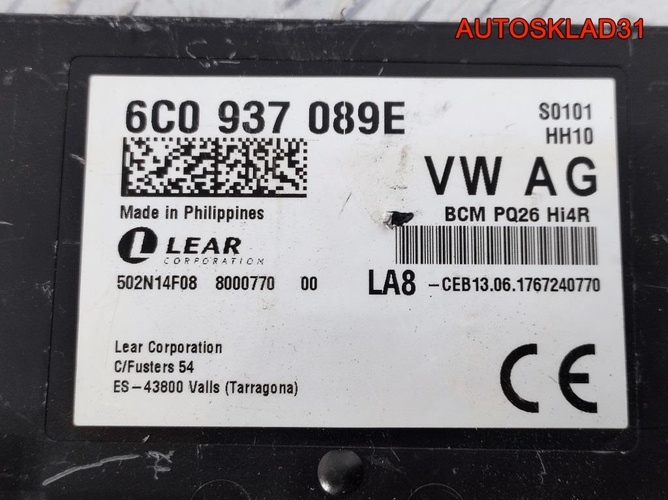 AUTOSKLAD31
6C0 937 089E
S0101
HH10
VW AG
Made in Philippines
BCM PQ26 Hi4R
LEAR
CORPORATION
502N14F08 8000770 00
LA8 -CEB13.06.1767240770
Lear Corporation
C/Fusters 54
ES-43800 Valls (Tarragona)
CE